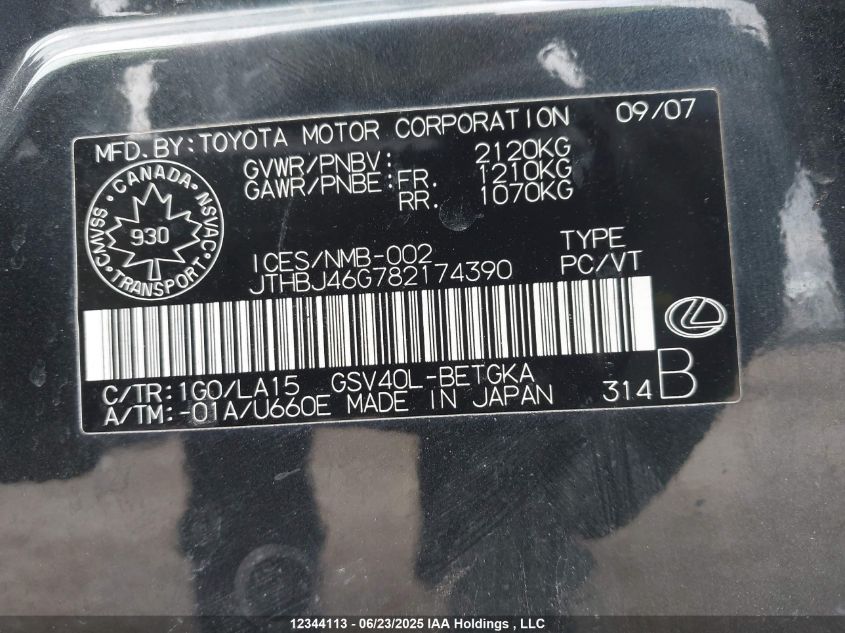 MFD. BY: TOYOTA MOTOR CORPORATION 09/07
GVWR/PNBV: 2120KG
GAWR/PNBE: FR. 1210KG
RR. 1070KG
CANADA
CMVSS 930 NSVAC
TRANSPORT
ICES/NMB-002 TYPE
JTHBJ46G782174390 PC/VT
C/TR: 1G0/LA15 GSV40L-BETGKA
A/TM: -01A/U660E MADE IN JAPAN 314 B
12344113 - 06/23/2025 IAA Holdings , LLC